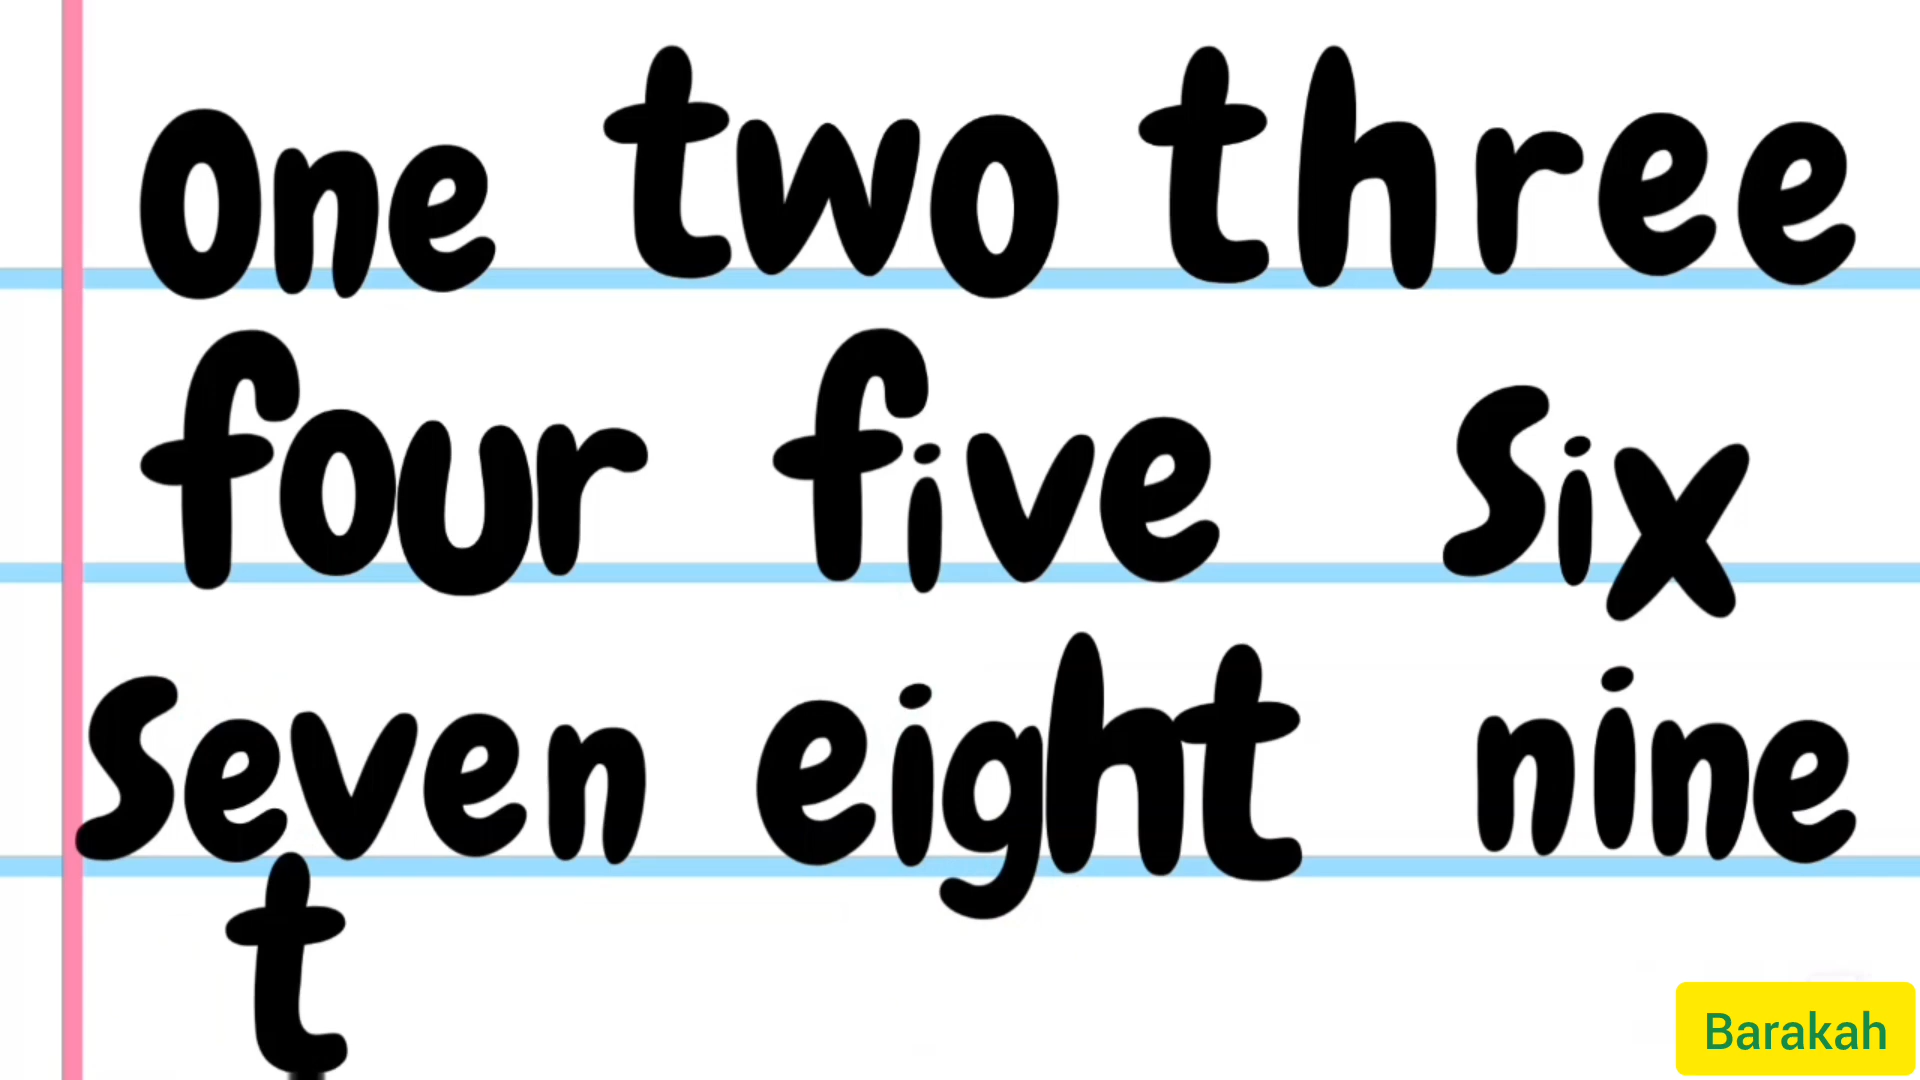 One two three
four five Six
Seven eight nine
t
Barakah